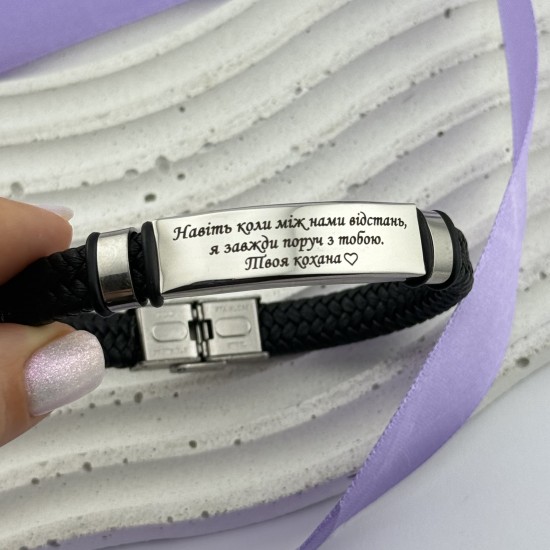 Навіть коли між нами відстань,
я завжди поруч з тобою.
Твоя кохана♡